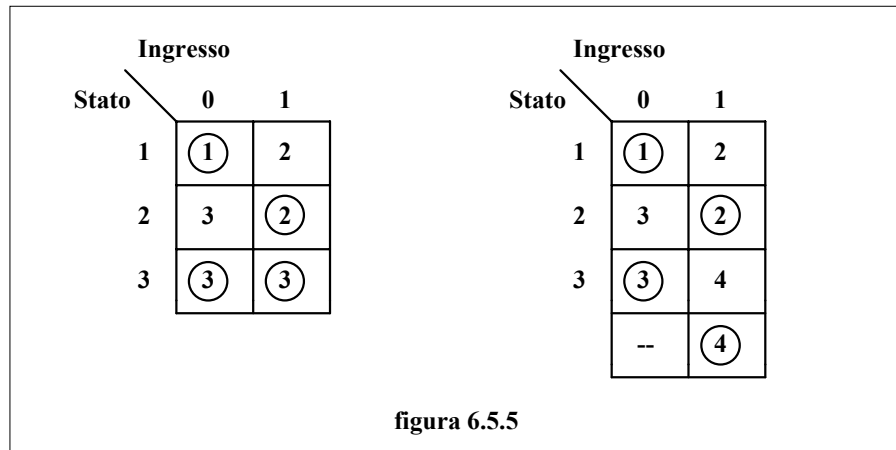 Ingresso Ingresso
Stato 0 1 Stato 0 1
1 1 2 1 1 2
2 3 2 2 3 2
3 3 3 3 3 4
-- 4
figura 6.5.5